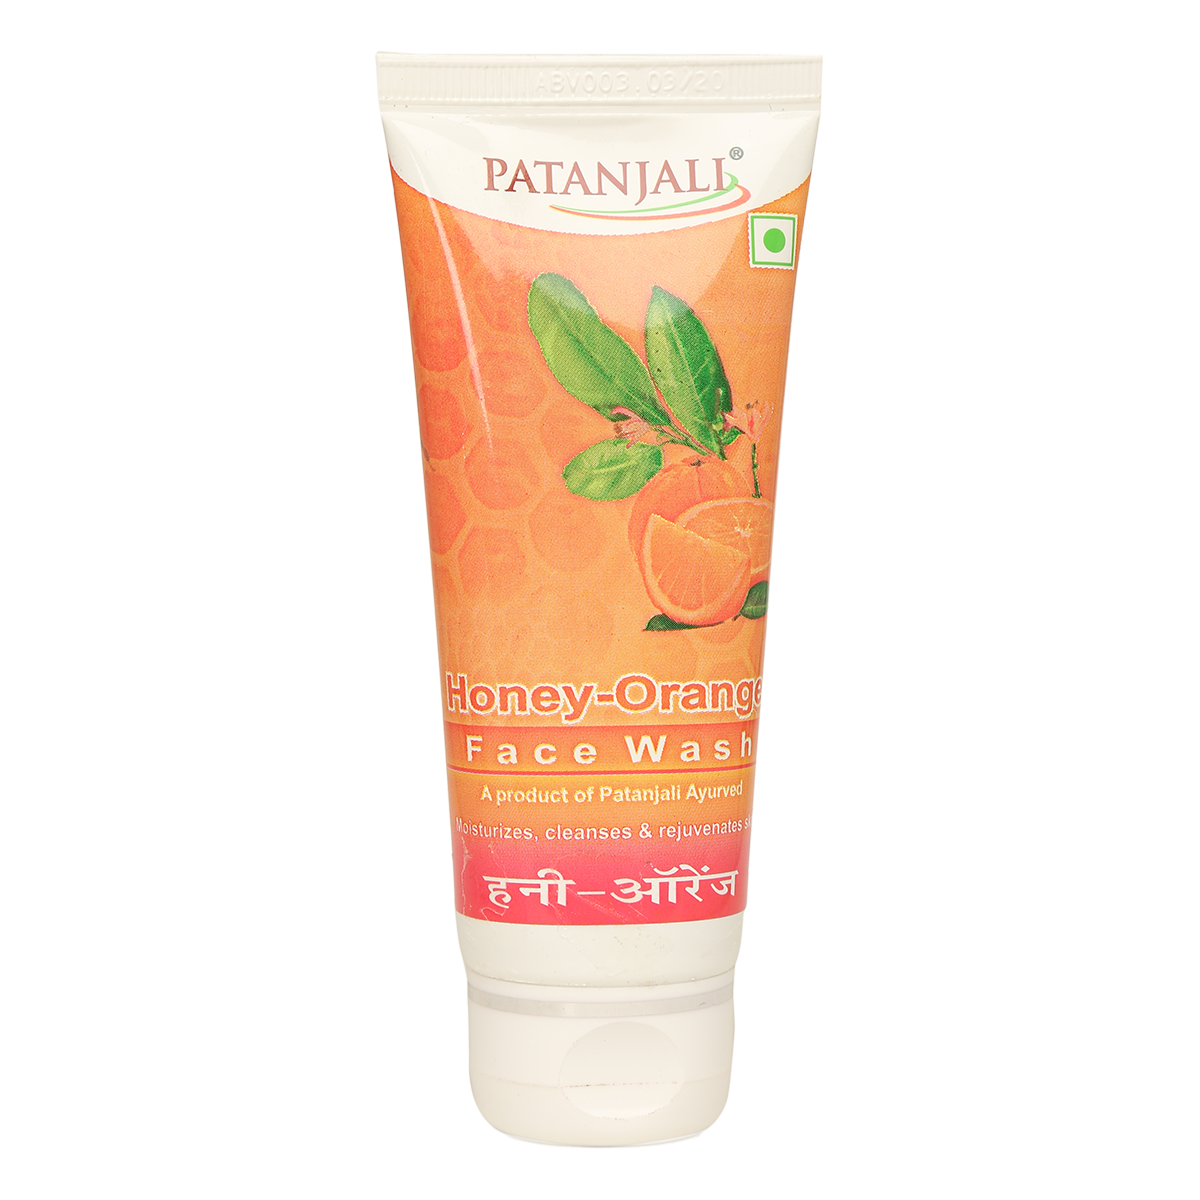 ABV003.03/20
PATANJALI®
Honey-Orange
Face Wash
A product of Patanjali Ayurved
Moisturizes, cleanses & rejuvenates
हनी-ऑरेंज